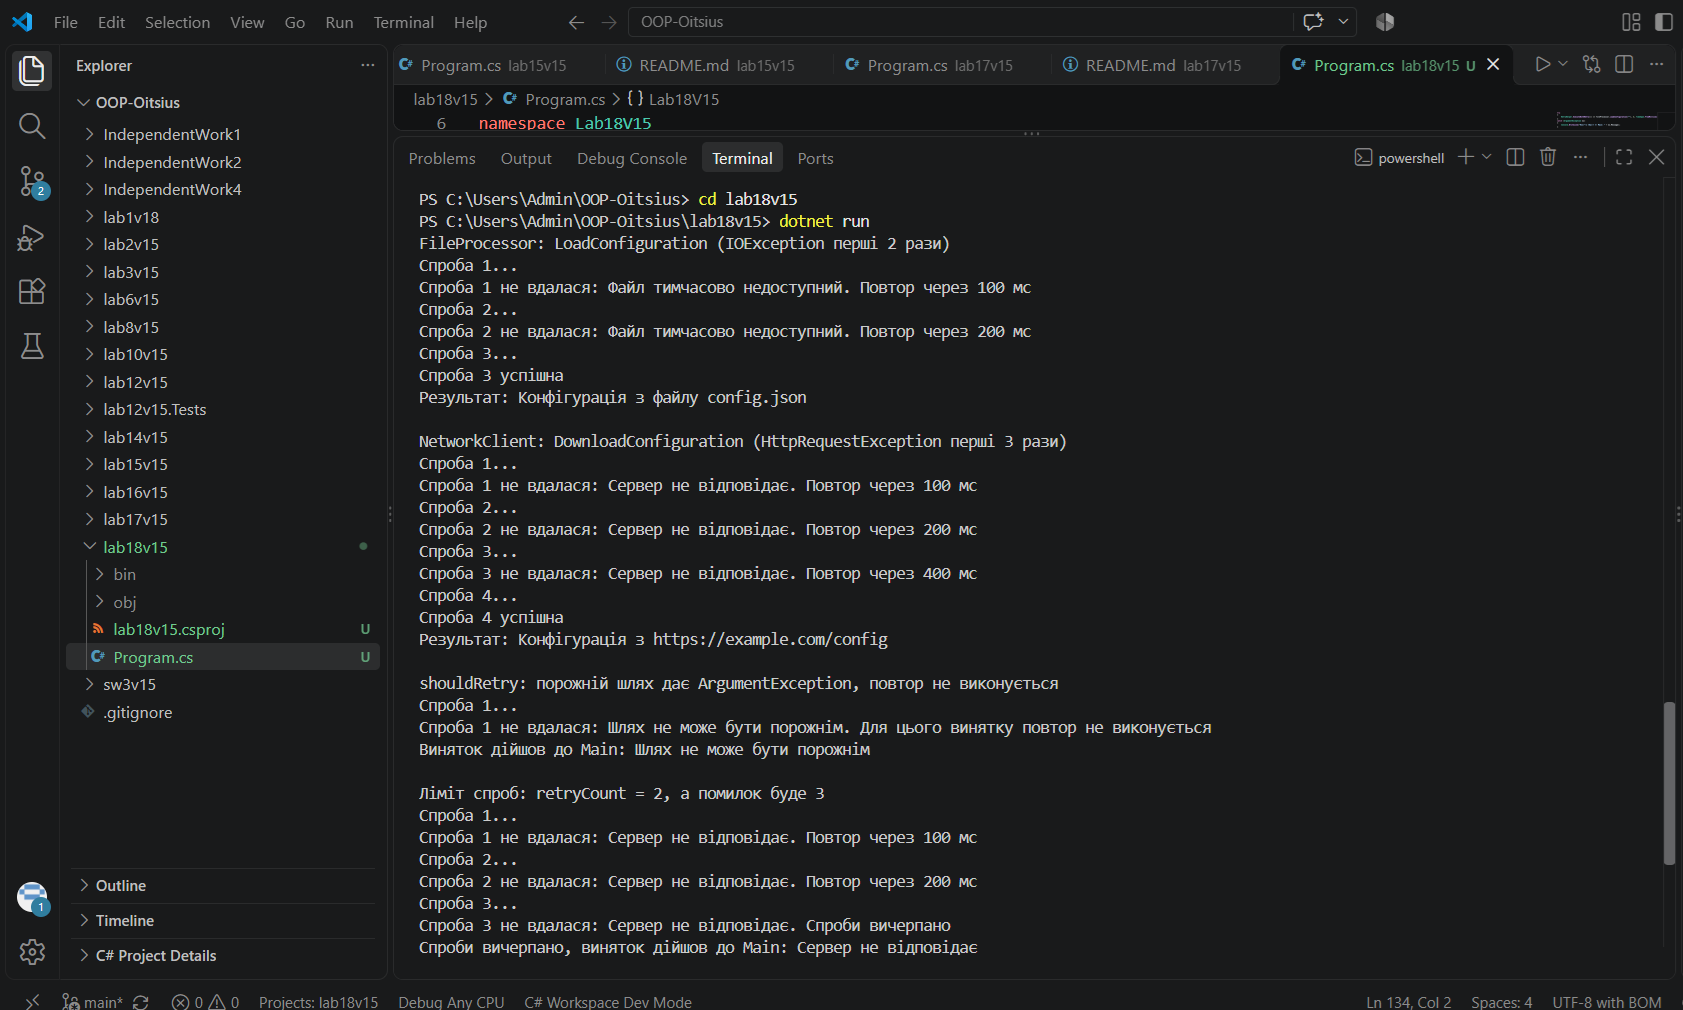 File Edit Selection View Go Run Terminal Help
OOP-Oitsius
Explorer
OOP-Oitsius
IndependentWork1
IndependentWork2
IndependentWork4
lab1v18
lab2v15
lab3v15
lab6v15
lab8v15
lab10v15
lab12v15
lab12v15.Tests
lab14v15
lab15v15
lab16v15
lab17v15
lab18v15
bin
obj
lab18v15.csproj U
Program.cs U
sw3v15
.gitignore
Outline
Timeline
C# Project Details
2
1
Program.cs lab15v15 README.md lab15v15 Program.cs lab17v15 README.md lab17v15 Program.cs lab18v15 U
lab18v15 > Program.cs > {} Lab18V15
6 namespace Lab18V15
Problems Output Debug Console Terminal Ports
powershell
PS C:\Users\Admin\OOP-Oitsius> cd lab18v15
PS C:\Users\Admin\OOP-Oitsius\lab18v15> dotnet run
FileProcessor: LoadConfiguration (IOException перші 2 рази)
Спроба 1...
Спроба 1 не вдалася: Файл тимчасово недоступний. Повтор через 100 мс
Спроба 2...
Спроба 2 не вдалася: Файл тимчасово недоступний. Повтор через 200 мс
Спроба 3...
Спроба 3 успішна
Результат: Конфігурація з файлу config.json
NetworkClient: DownloadConfiguration (HttpRequestException перші 3 рази)
Спроба 1...
Спроба 1 не вдалася: Сервер не відповідає. Повтор через 100 мс
Спроба 2...
Спроба 2 не вдалася: Сервер не відповідає. Повтор через 200 мс
Спроба 3...
Спроба 3 не вдалася: Сервер не відповідає. Повтор через 400 мс
Спроба 4...
Спроба 4 успішна
Результат: Конфігурація з https://example.com/config
shouldRetry: порожній шлях дає ArgumentException, повтор не виконується
Спроба 1...
Спроба 1 не вдалася: Шлях не може бути порожнім. Для цього винятку повтор не виконується
Виняток дійшов до Main: Шлях не може бути порожнім
Ліміт спроб: retryCount = 2, а помилок буде 3
Спроба 1...
Спроба 1 не вдалася: Сервер не відповідає. Повтор через 100 мс
Спроба 2...
Спроба 2 не вдалася: Сервер не відповідає. Повтор через 200 мс
Спроба 3...
Спроба 3 не вдалася: Сервер не відповідає. Спроби вичерпано
Спроби вичерпано, виняток дійшов до Main: Сервер не відповідає
main* 0 0 Projects: lab18v15 Debug Any CPU C# Workspace Dev Mode Ln 134, Col 2 Spaces: 4 UTF-8 with BOM